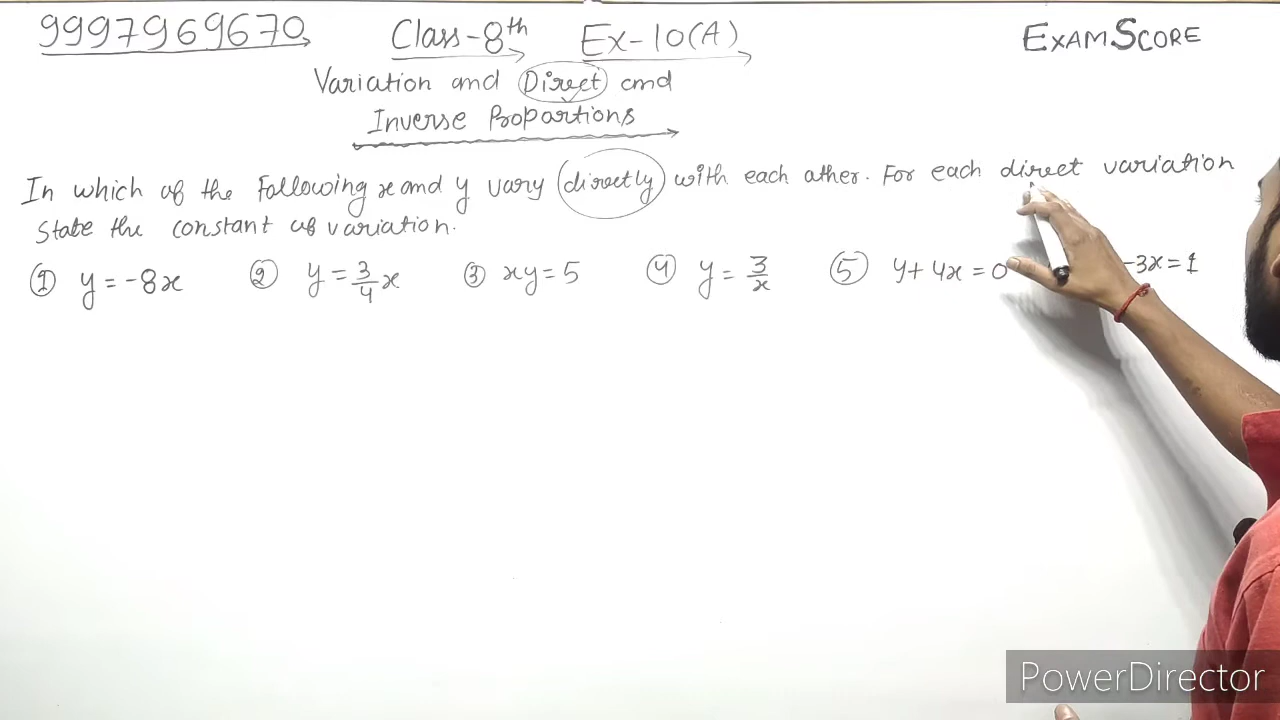 9997969670 Class-8th Ex-10(A) EXAMSCORE
Variation and Direct and
Inverse Propartions
In which of the Following x and y vary directly with each ather. For each direct variation
State the constant of variation.
① y = -8x ② y = 3/4 x ③ xy = 5 ④ y = 3/x ⑤ y + 4x = 0 -3x = 1
PowerDirector